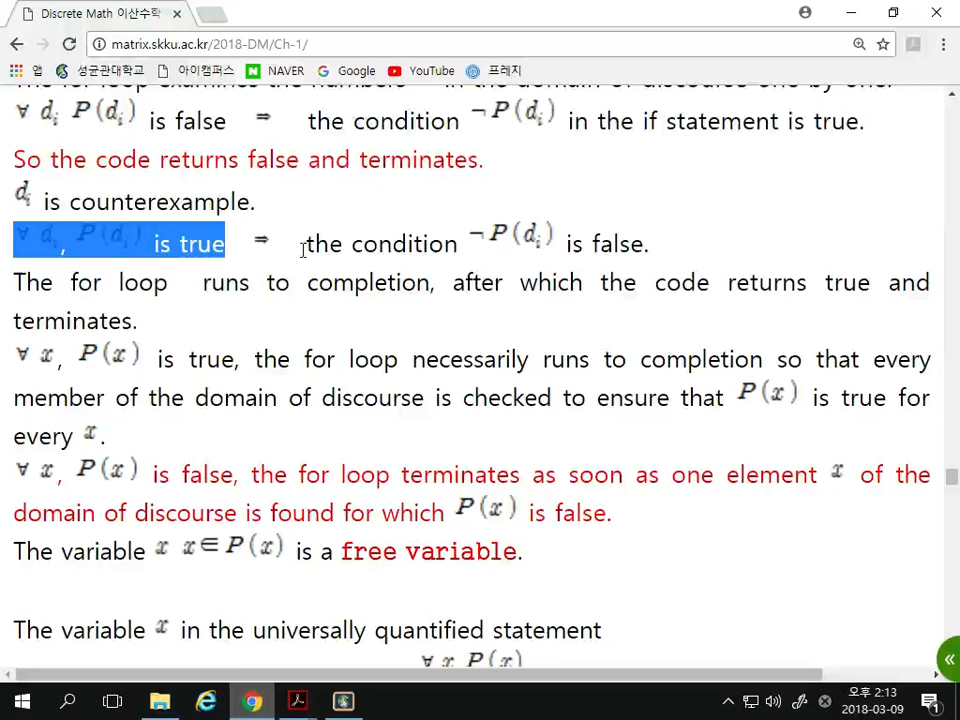 Discrete Math 이산수학
matrix.skku.ac.kr/2018-DM/Ch-1/
앱 성균관대학교 아이캠퍼스 NAVER Google YouTube 프레지
∀ dᵢ P(dᵢ) is false ⇒ the condition ¬P(dᵢ) in the if statement is true.
So the code returns false and terminates.
dᵢ is counterexample.
∀ dᵢ, P(dᵢ) is true ⇒ the condition ¬P(dᵢ) is false.
The for loop runs to completion, after which the code returns true and
terminates.
∀ x, P(x) is true, the for loop necessarily runs to completion so that every
member of the domain of discourse is checked to ensure that P(x) is true for
every x.
∀ x, P(x) is false, the for loop terminates as soon as one element x of the
domain of discourse is found for which P(x) is false.
The variable x x∈P(x) is a free variable.
The variable x in the universally quantified statement
∀ x P(x)
오후 2:13
2018-03-09